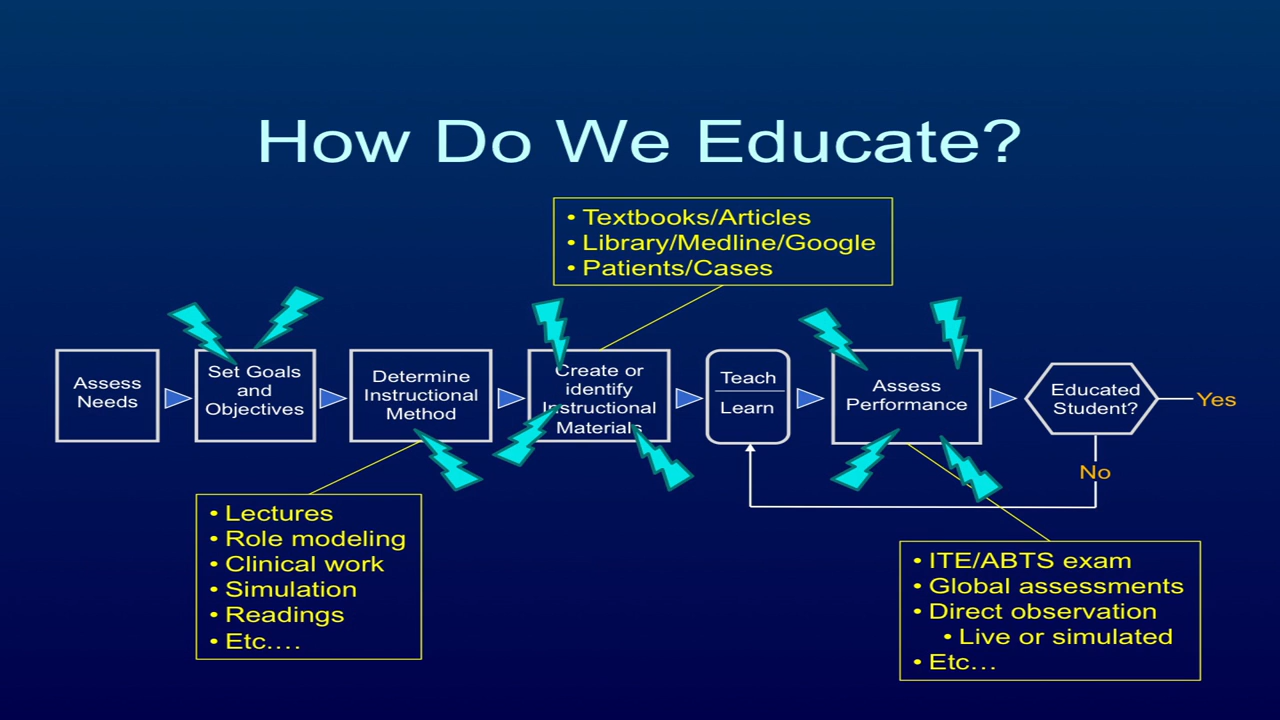 How Do We Educate?
• Textbooks/Articles
• Library/Medline/Google
• Patients/Cases
Assess
Needs
Set Goals
and
Objectives
Determine
Instructional
Method
Create or
identify
Instructional
Materials
Teach
Learn
Assess
Performance
Educated
Student?
Yes
No
• Lectures
• Role modeling
• Clinical work
• Simulation
• Readings
• Etc.…
• ITE/ABTS exam
• Global assessments
• Direct observation
• Live or simulated
• Etc…